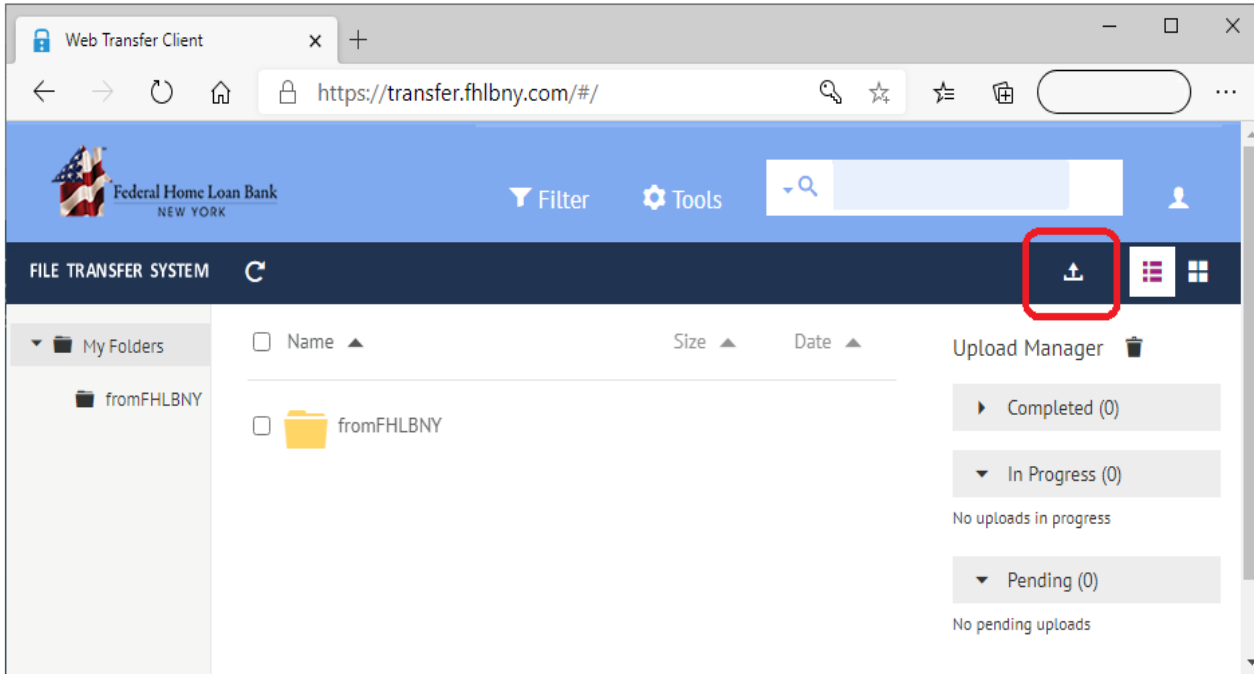 Web Transfer Client
https://transfer.fhlbny.com/#/
Federal Home Loan Bank
NEW YORK
Filter
Tools
FILE TRANSFER SYSTEM
My Folders
fromFHLBNY
Name
Size
Date
fromFHLBNY
Upload Manager
Completed (0)
In Progress (0)
No uploads in progress
Pending (0)
No pending uploads